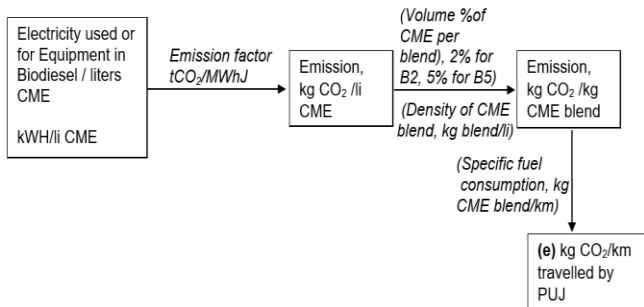 Electricity used or
for Equipment in
Biodiesel / liters
CME
kWH/li CME
Emission factor
tCO₂/MWhJ
Emission,
kg CO₂ /li
CME
(Volume %of
CME per
blend), 2% for
B2, 5% for B5)
(Density of CME
blend, kg blend/li)
Emission,
kg CO₂ /kg
CME blend
(Specific fuel
consumption, kg
CME blend/km)
(e) kg CO₂/km
travelled by
PUJ